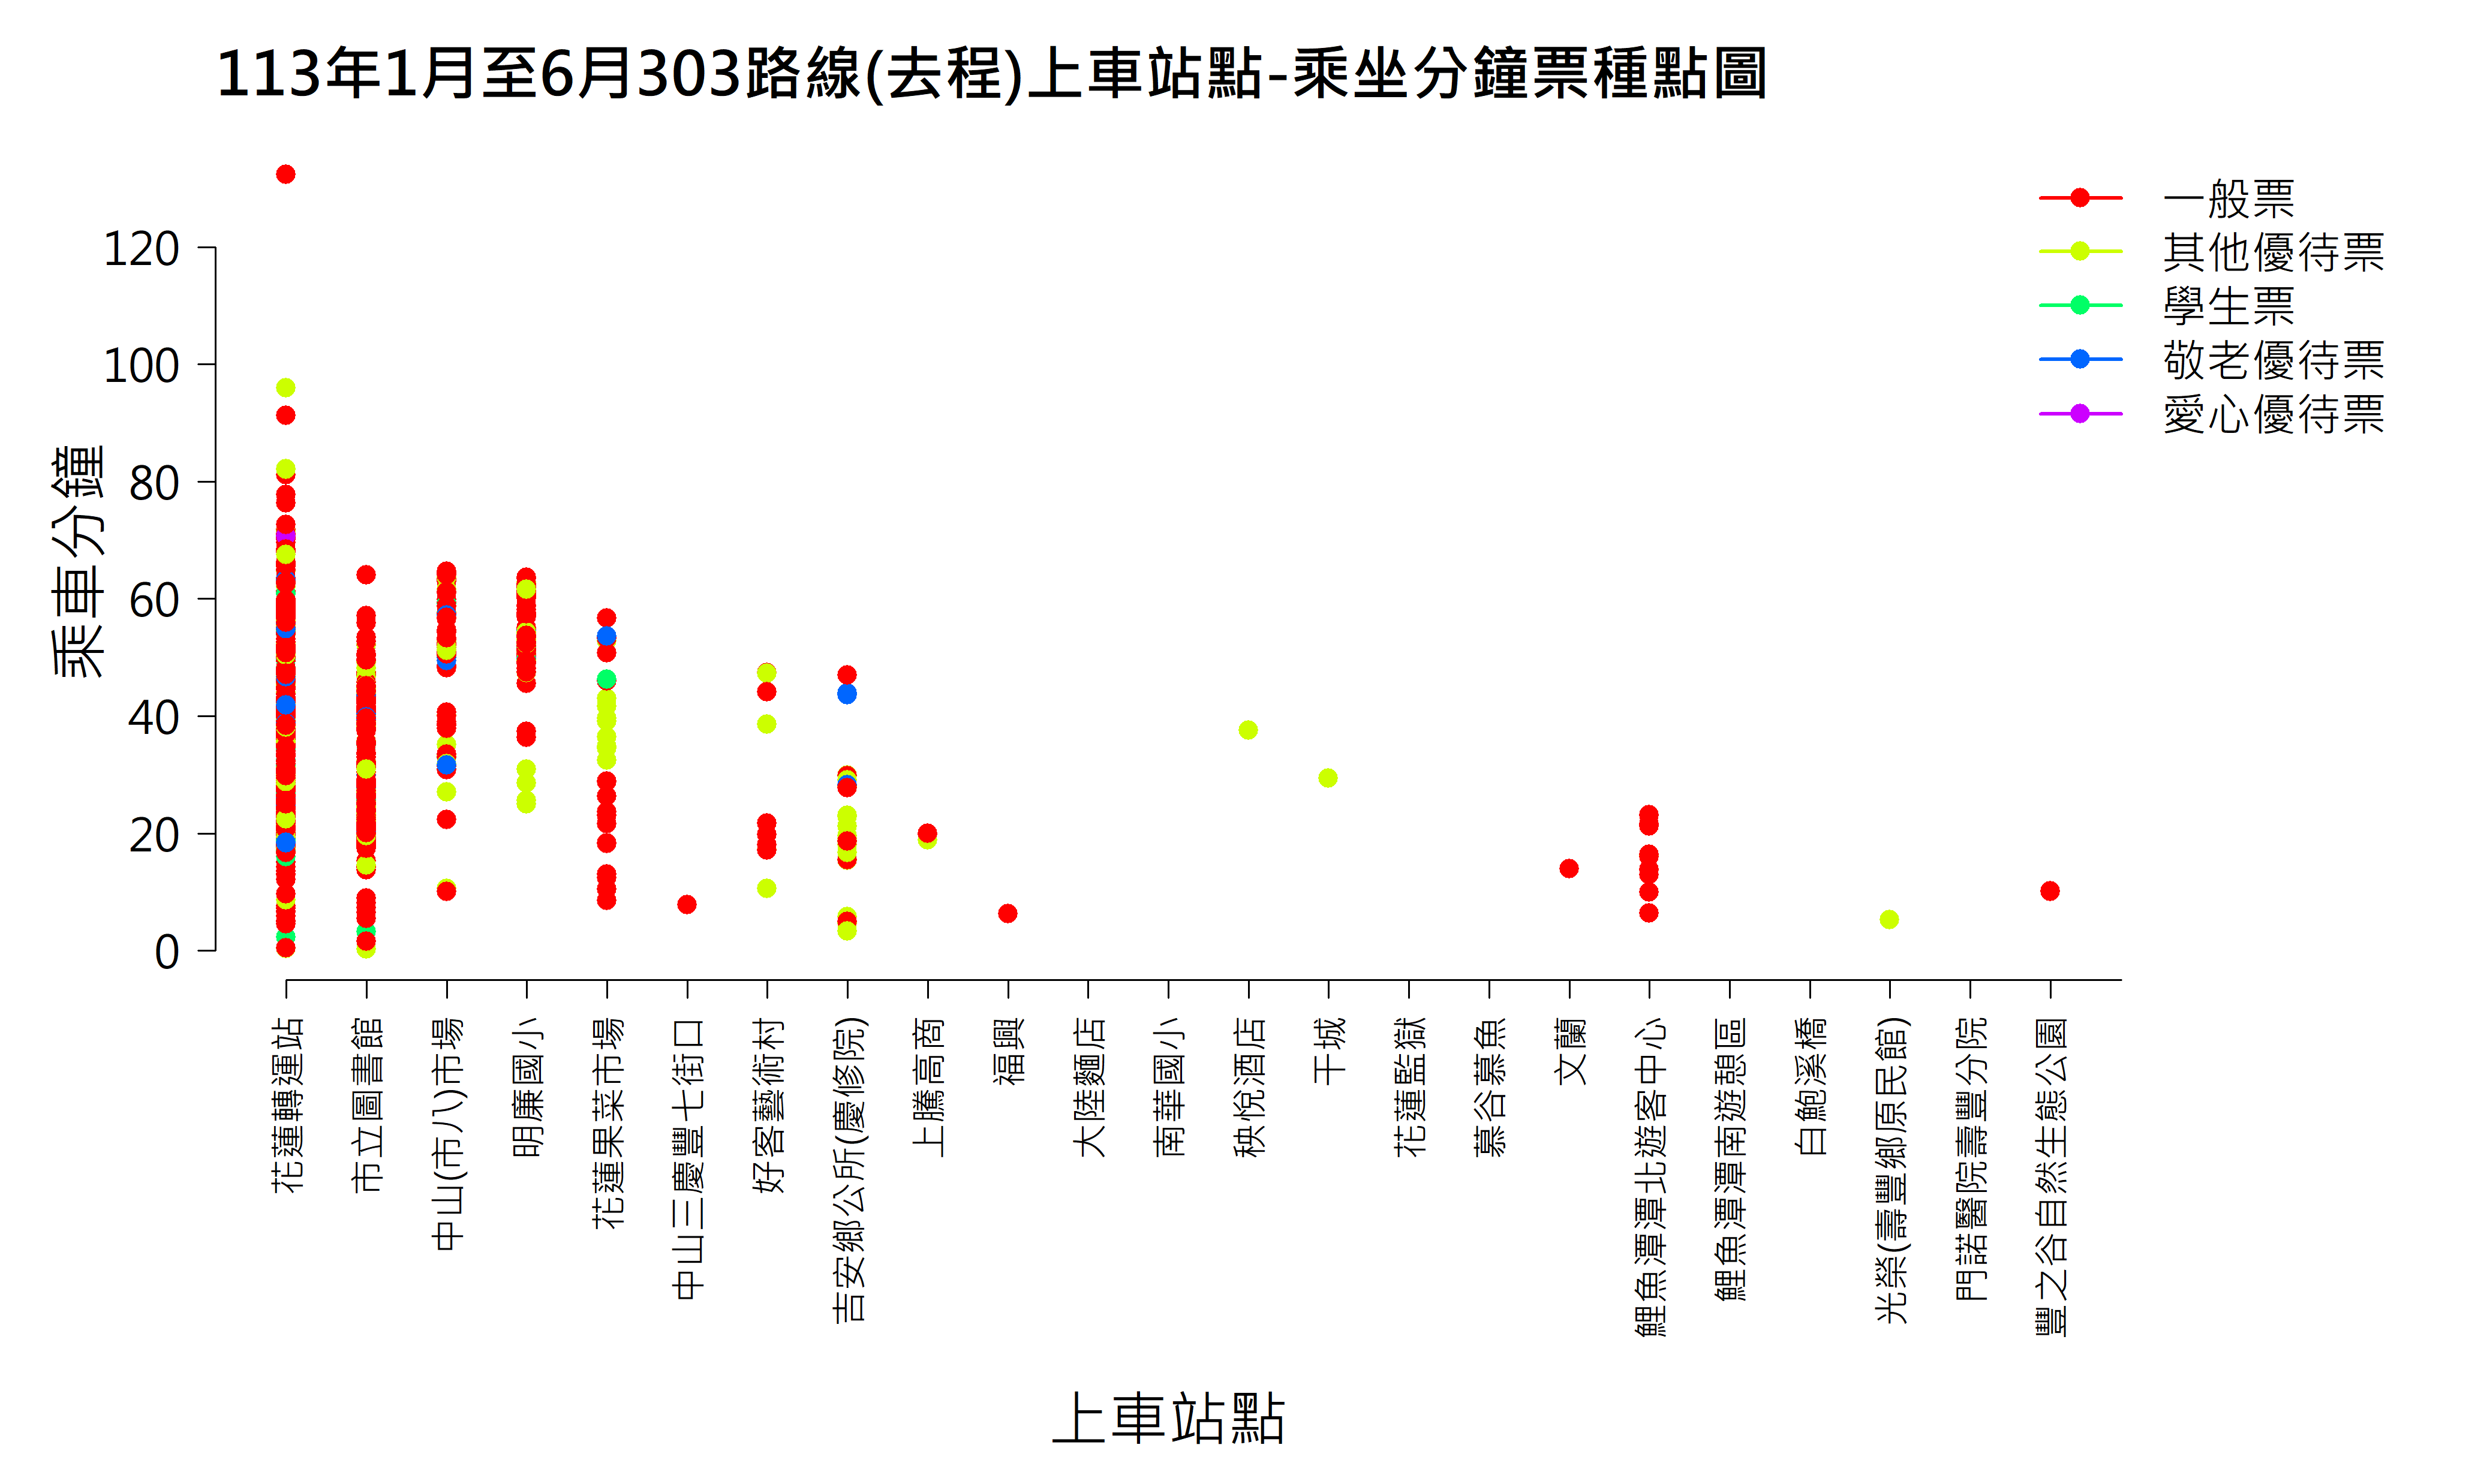 113年1月至6月303路線(去程)上車站點-乘坐分鐘票種點圖
一般票
其他優待票
學生票
敬老優待票
愛心優待票
乘車分鐘
120
100
80
60
40
20
0
花蓮轉運站
市立圖書館
中山(市八)市場
明廉國小
花蓮果菜市場
中山三慶豐七街口
好客藝術村
吉安鄉公所(慶修院)
上騰高商
福興
大陸麵店
南華國小
秧悅酒店
干城
花蓮監獄
慕谷慕魚
文蘭
鯉魚潭潭北遊客中心
鯉魚潭潭南遊憩區
白鮑溪橋
光榮(壽豐鄉原民館)
門諾醫院壽豐分院
豐之谷自然生態公園
上車站點